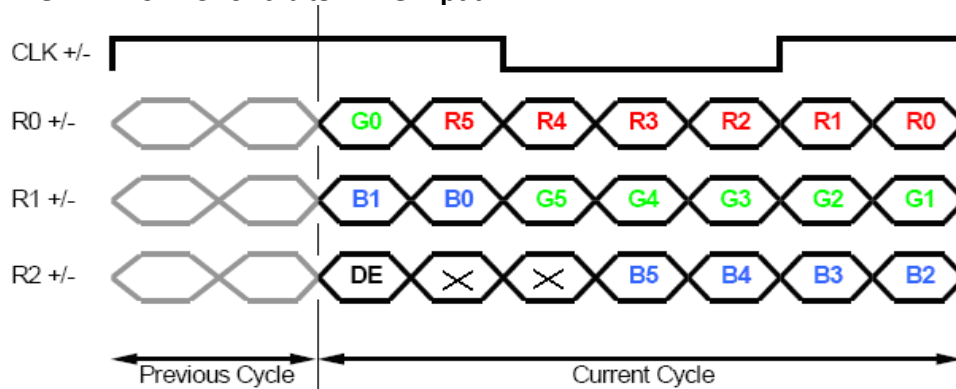 CLK +/-
R0 +/- G0 R5 R4 R3 R2 R1 R0
R1 +/- B1 B0 G5 G4 G3 G2 G1
R2 +/- DE B5 B4 B3 B2
Previous Cycle Current Cycle